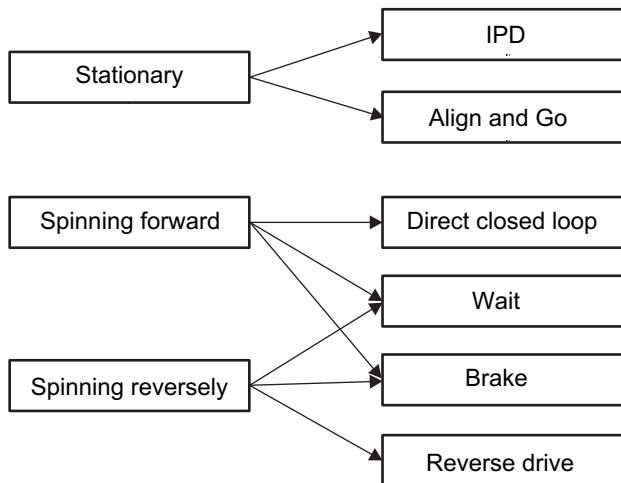 IPD
Stationary
Align and Go
Spinning forward
Direct closed loop
Wait
Spinning reversely
Brake
Reverse drive